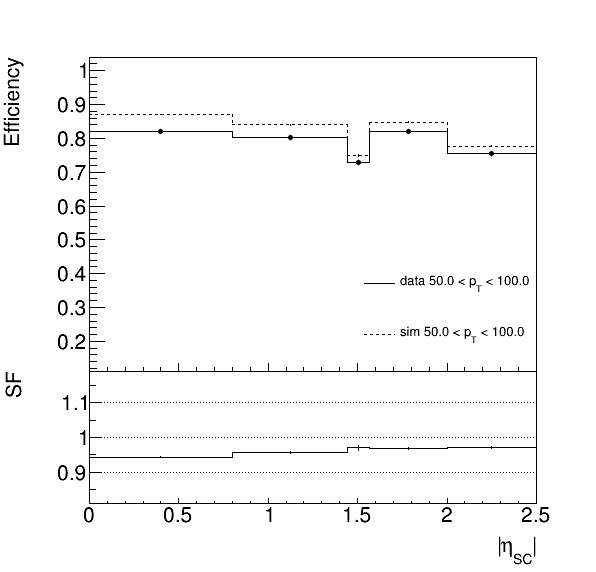 Efficiency
1
0.9
0.8
0.7
0.6
0.5
0.4
0.3
0.2
data 50.0 < p_T < 100.0
sim 50.0 < p_T < 100.0
SF
1.1
1
0.9
0 0.5 1 1.5 2 2.5
|η_SC|